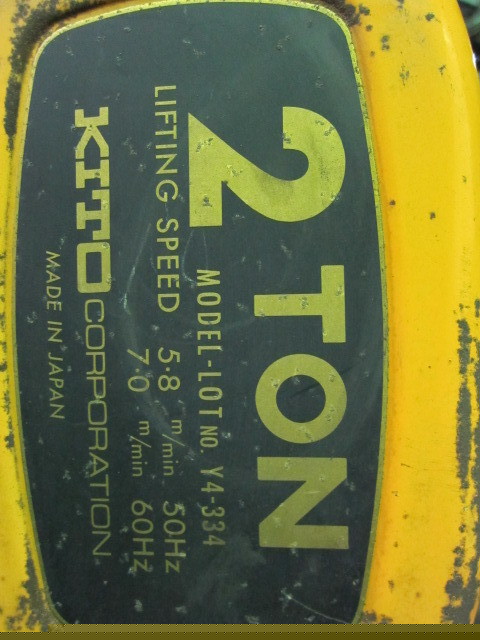 2 TON
MODEL-LOT NO. Y4-334
LIFTING SPEED 5.8 m/min 50Hz
7.0 m/min 60Hz
KITO CORPORATION
MADE IN JAPAN